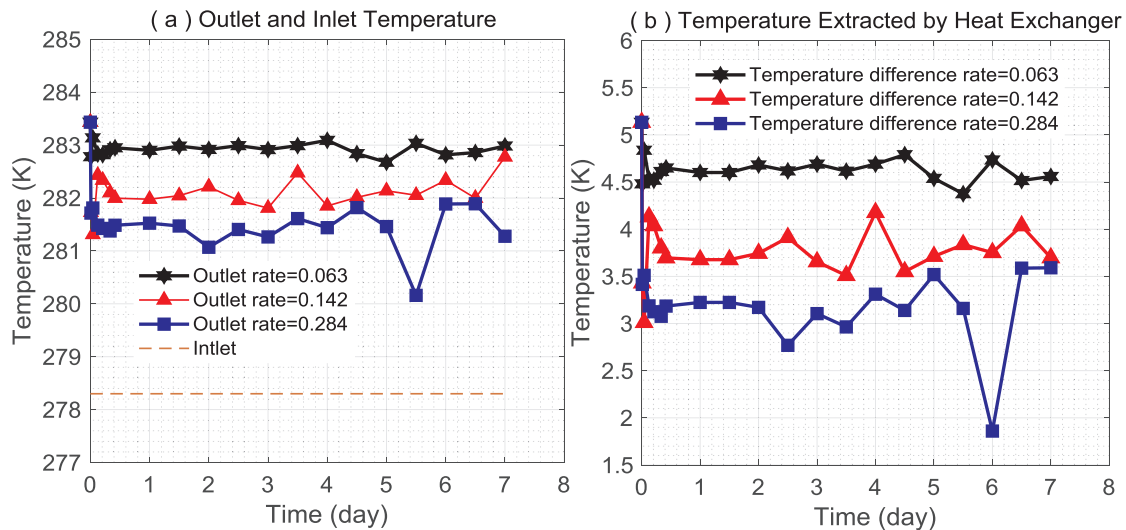 ( a ) Outlet and Inlet Temperature
285
284
283
282
281
280
279
278
277
Temperature (K)
Outlet rate=0.063
Outlet rate=0.142
Outlet rate=0.284
Intlet
0 1 2 3 4 5 6 7 8
Time (day)
( b ) Temperature Extracted by Heat Exchanger
6
5.5
5
4.5
4
3.5
3
2.5
2
1.5
Temperature (K)
Temperature difference rate=0.063
Temperature difference rate=0.142
Temperature difference rate=0.284
0 1 2 3 4 5 6 7 8
Time (day)